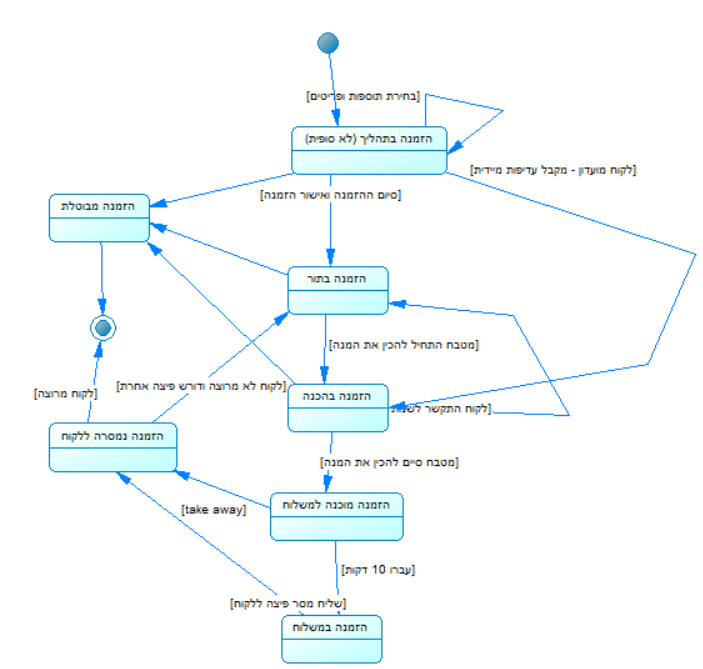 [בחירת תוספות ופריטים]
הזמנה בתהליך (לא סופית)
[לקוח מועדון - מקבל עדיפות מיידית]
[סיום ההזמנה ואישור הזמנה]
הזמנה מבוטלת
הזמנה בתור
[מטבח התחיל להכין את המנה]
[לקוח לא מרוצה ודורש פיצה אחרת]
[לקוח מרוצה]
הזמנה בהכנה
[לקוח התקשר
הזמנה נמסרה ללקוח
[מטבח סיים להכין את המנה]
הזמנה מוכנה למשלוח
[take away]
[עברו 10 דקות]
[שליח מסר פיצה ללקוח]
הזמנה במשלוח